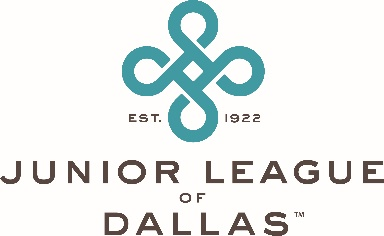 EST. 1922
JUNIOR LEAGUE
OF
DALLAS™